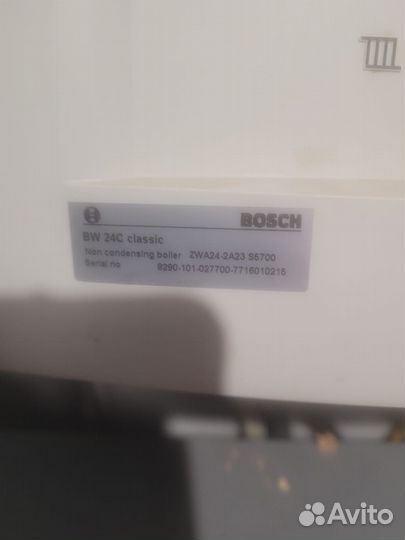 BOSCH
BW 24C classic
Non condensing boiler ZWA24-2A23 S5700
Serial no 8290-101-027700-7716010215
Avito